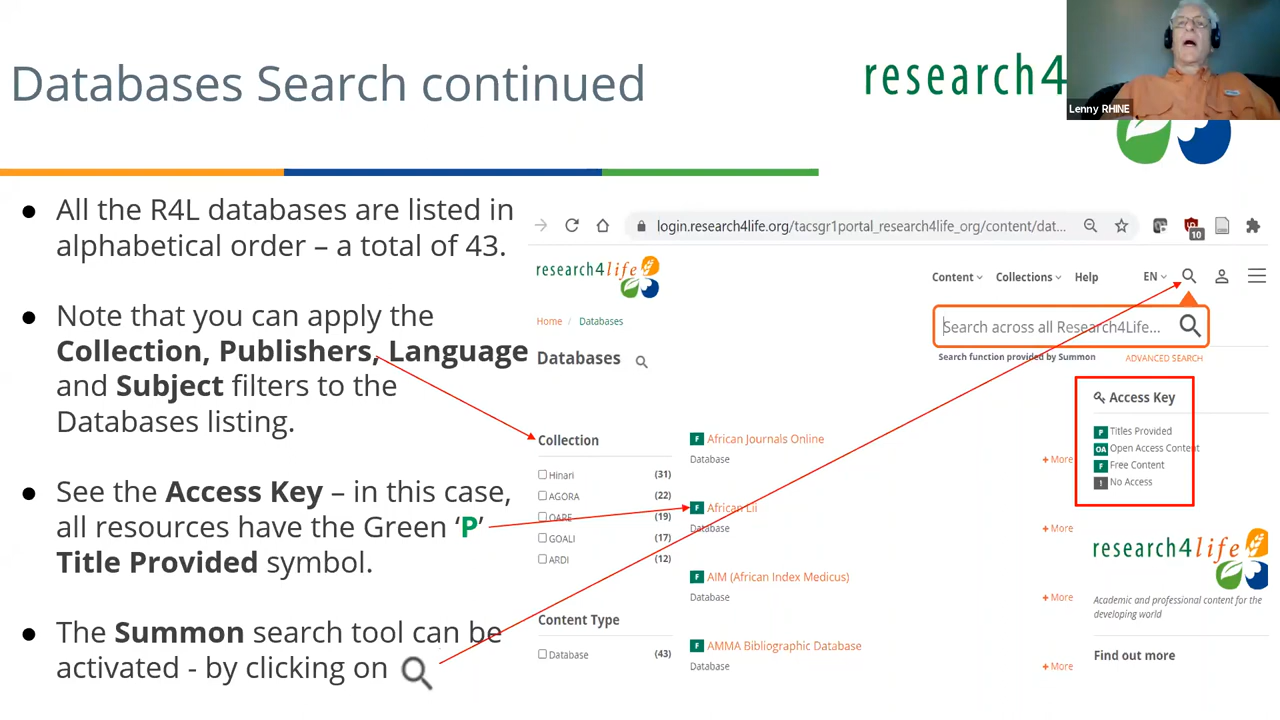 Databases Search continued
research4
Lenny RHINE
● All the R4L databases are listed in
alphabetical order – a total of 43.
● Note that you can apply the
Collection, Publishers, Language
and Subject filters to the
Databases listing.
● See the Access Key – in this case,
all resources have the Green ‘P’
Title Provided symbol.
● The Summon search tool can be
activated - by clicking on
login.research4life.org/tacsgr1portal_research4life_org/content/dat...
10
research4life
Content Collections Help EN
Search across all Research4Life...
Search function provided by Summon ADVANCED SEARCH
Home / Databases
Databases
Collection
Hinari (31)
AGORA (22)
OARE (19)
GOALI (17)
ARDI (12)
Content Type
Database (43)
F African Journals Online
Database + More
F African Lii
Database + More
F AIM (African Index Medicus)
Database + More
F AMMA Bibliographic Database
Database + More
Access Key
P Titles Provided
OA Open Access Content
F Free Content
! No Access
research4life
Academic and professional content for the
developing world
Find out more